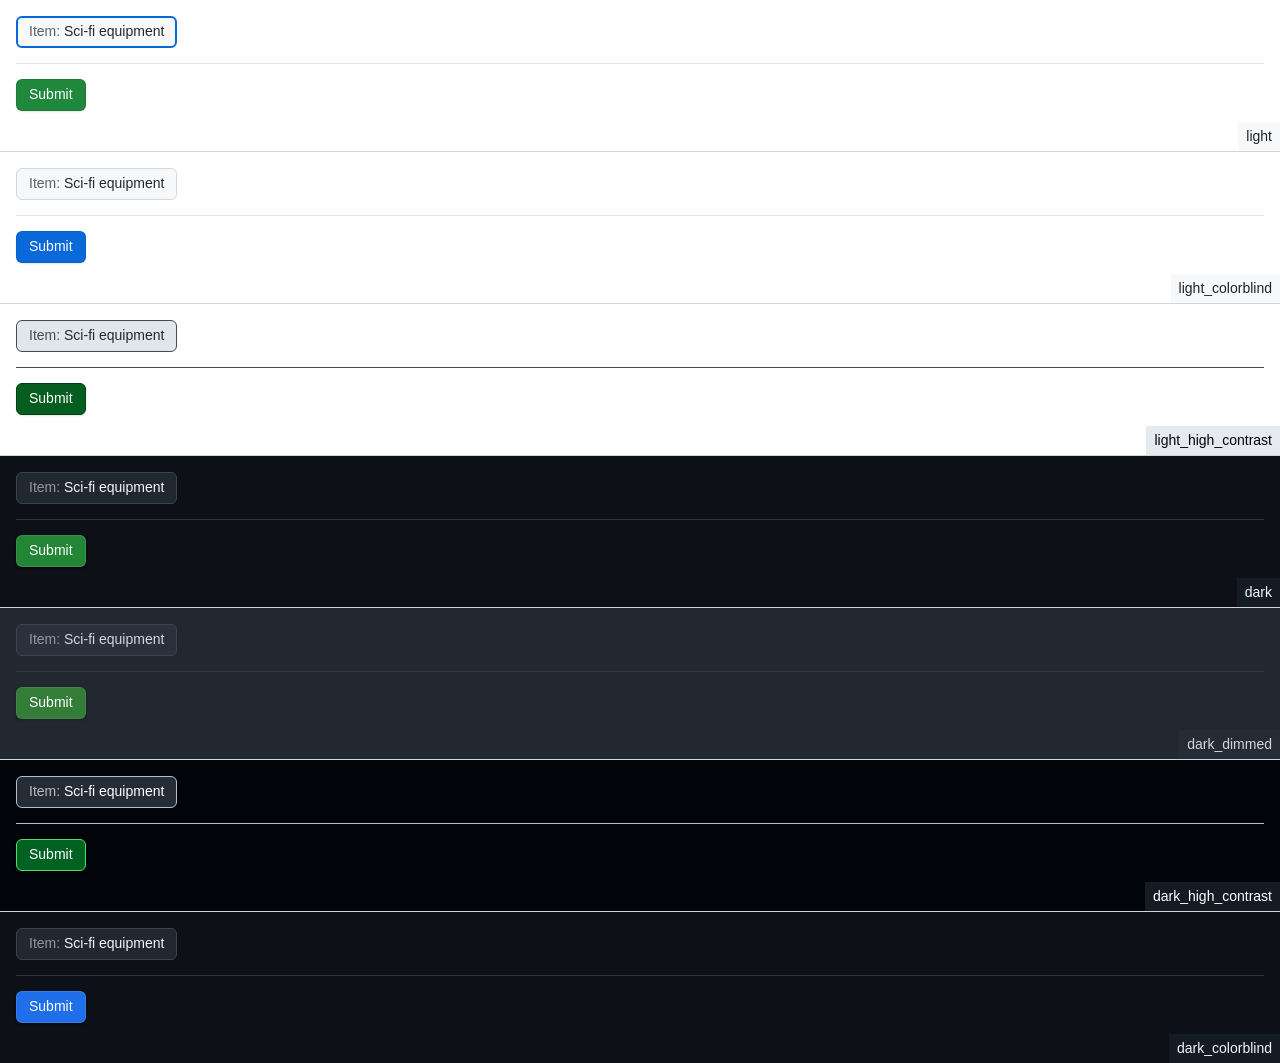 Item: Sci-fi equipment
Submit
light
Item: Sci-fi equipment
Submit
light_colorblind
Item: Sci-fi equipment
Submit
light_high_contrast
Item: Sci-fi equipment
Submit
dark
Item: Sci-fi equipment
Submit
dark_dimmed
Item: Sci-fi equipment
Submit
dark_high_contrast
Item: Sci-fi equipment
Submit
dark_colorblind